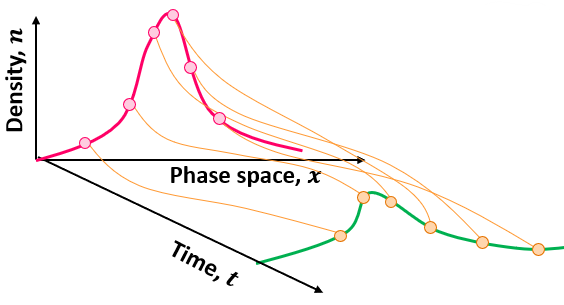 Density, n
Phase space, x
Time, t